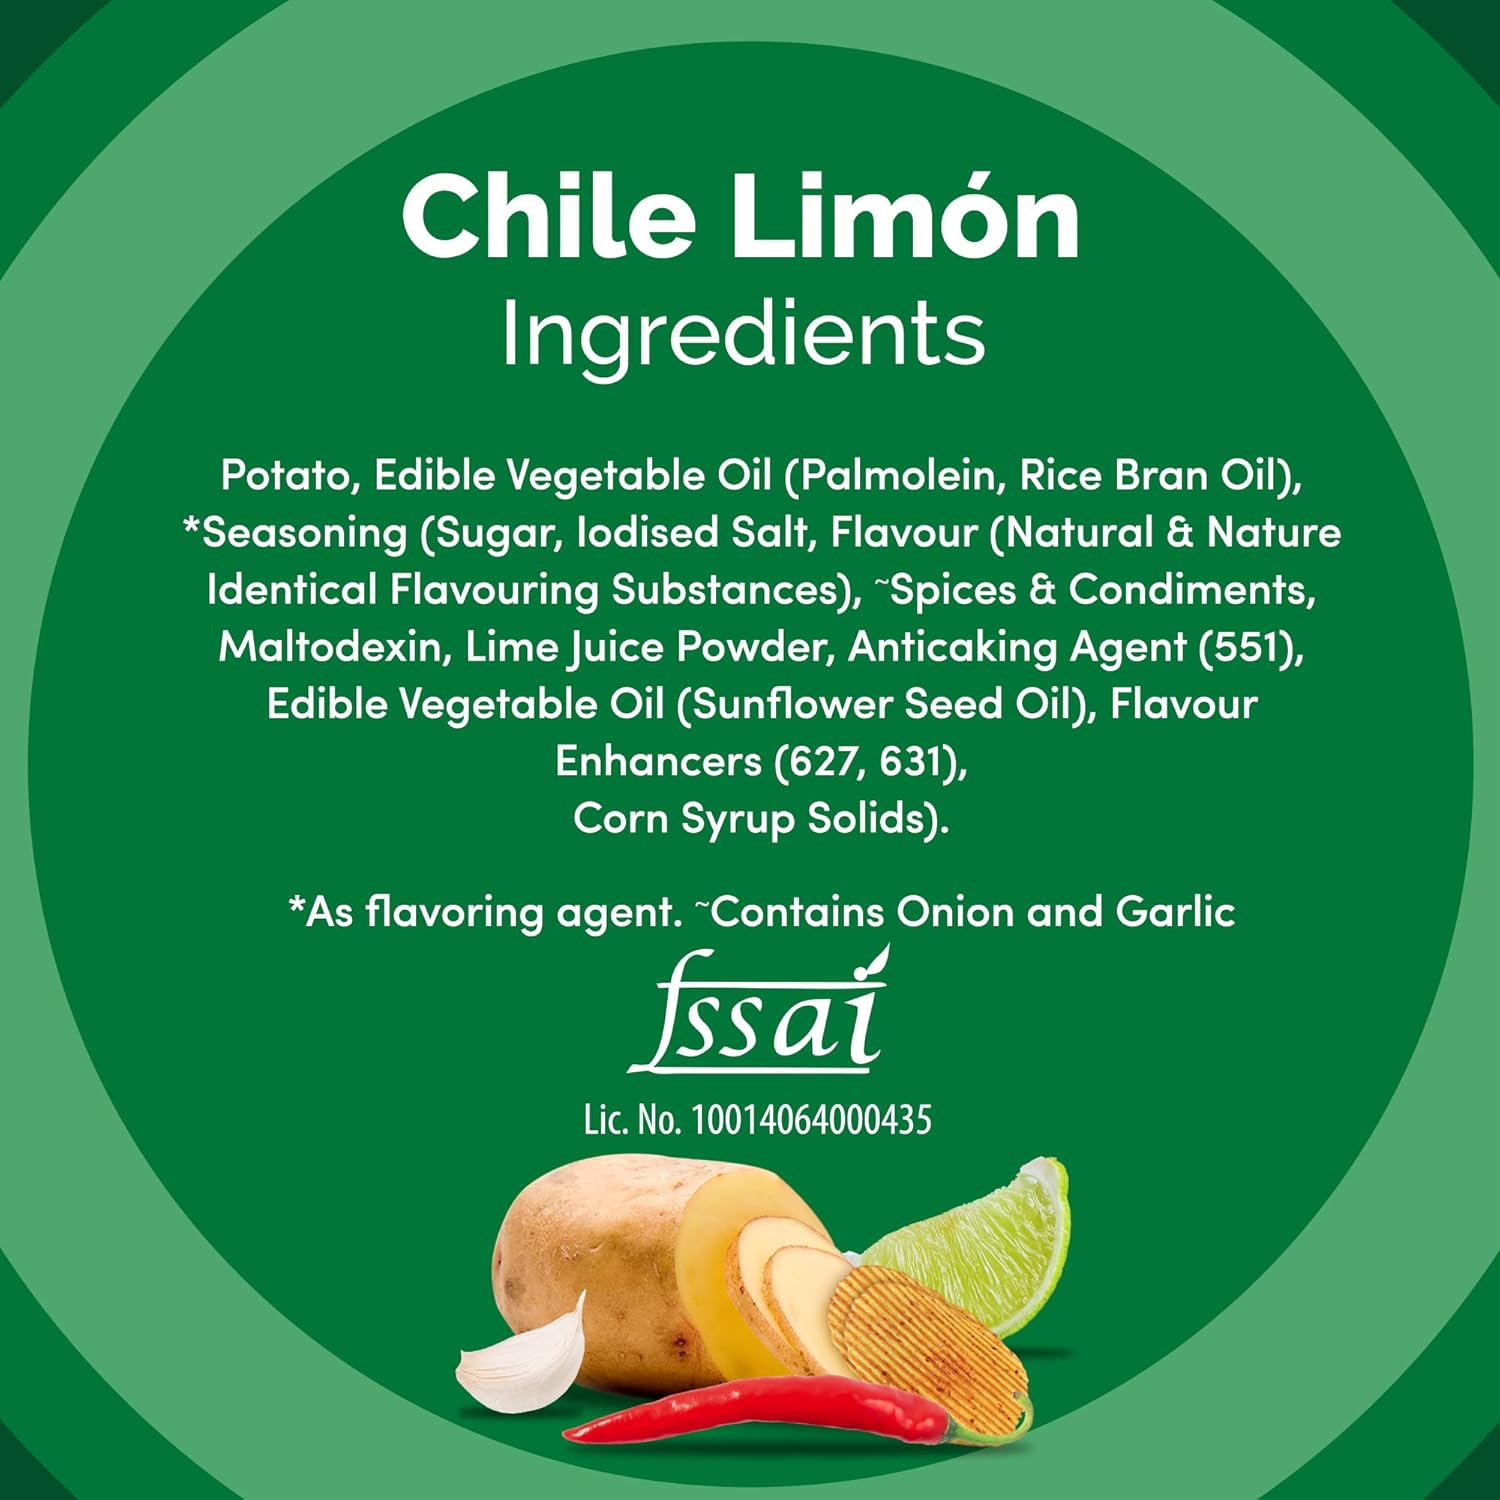 Chile Limón
Ingredients
Potato, Edible Vegetable Oil (Palmolein, Rice Bran Oil),
*Seasoning (Sugar, Iodised Salt, Flavour (Natural & Nature
Identical Flavouring Substances), ~Spices & Condiments,
Maltodexin, Lime Juice Powder, Anticaking Agent (551),
Edible Vegetable Oil (Sunflower Seed Oil), Flavour
Enhancers (627, 631),
Corn Syrup Solids).
*As flavoring agent. ~Contains Onion and Garlic
fssai
Lic. No. 10014064000435